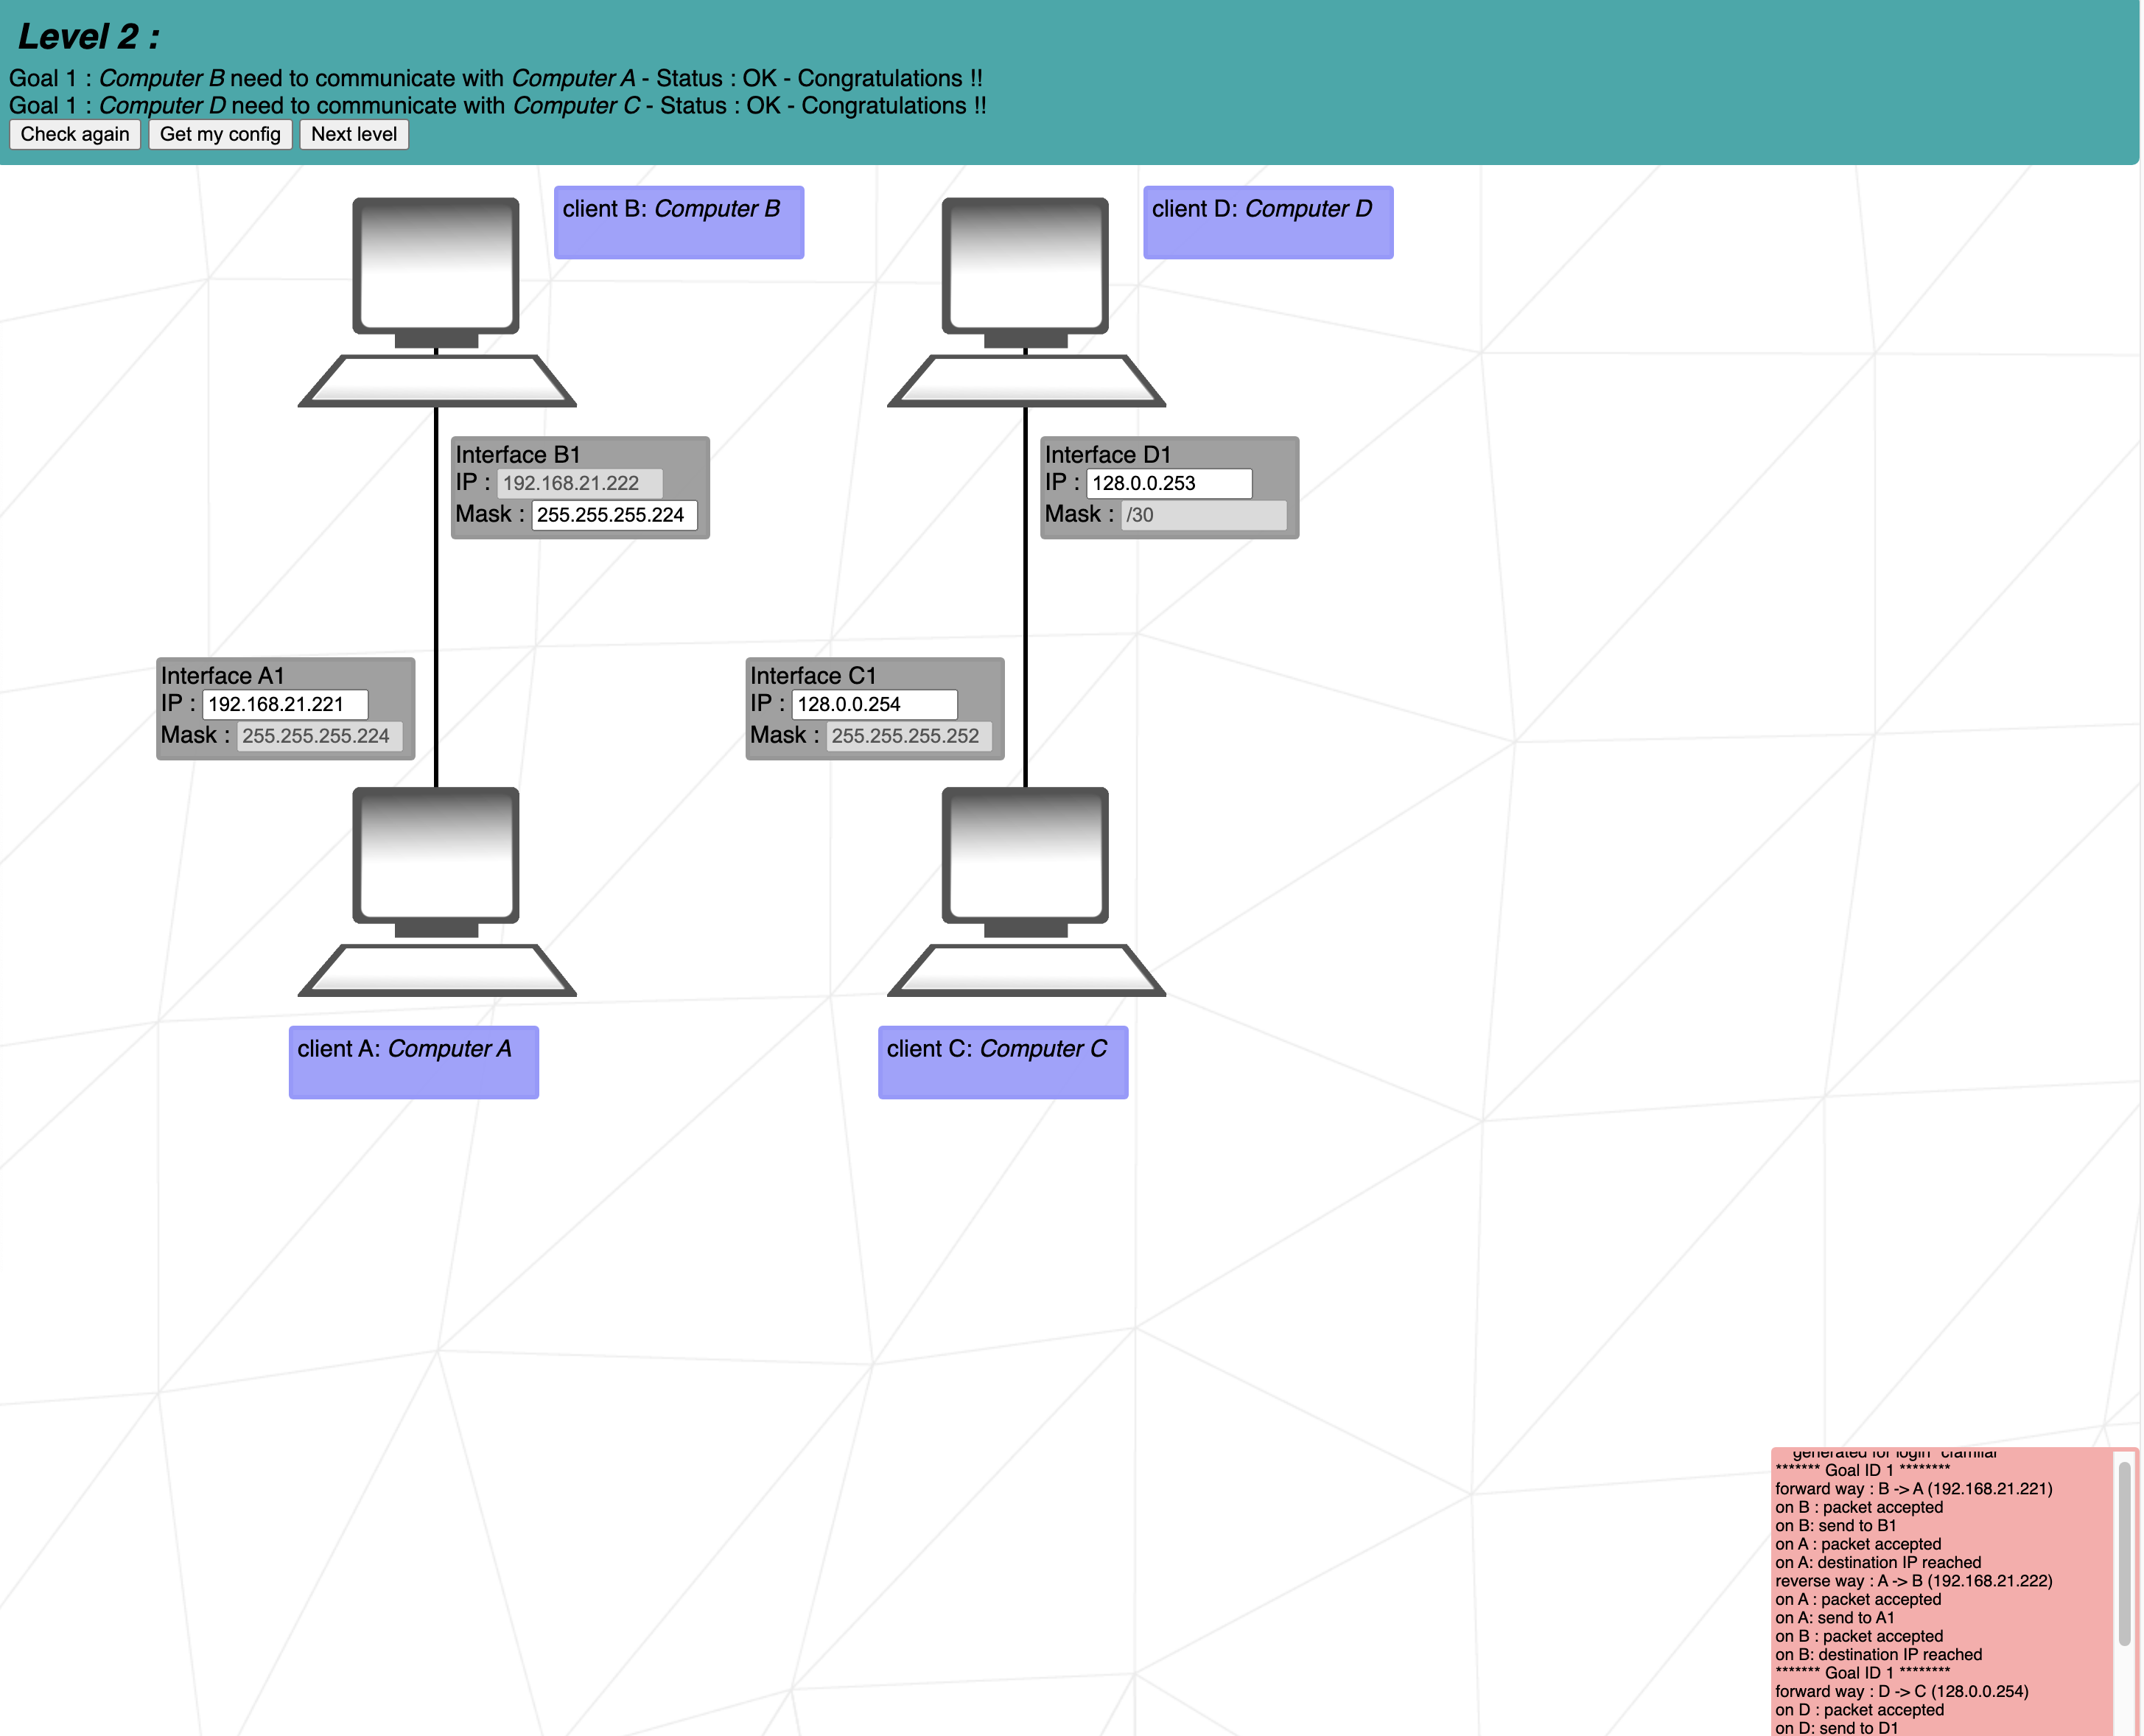 Level 2 :
Goal 1 : Computer B need to communicate with Computer A - Status : OK - Congratulations !!
Goal 1 : Computer D need to communicate with Computer C - Status : OK - Congratulations !!
Check again Get my config Next level
client B: Computer B
client D: Computer D
Interface B1
IP : 192.168.21.222
Mask : 255.255.255.224
Interface D1
IP : 128.0.0.253
Mask : /30
Interface A1
IP : 192.168.21.221
Mask : 255.255.255.224
Interface C1
IP : 128.0.0.254
Mask : 255.255.255.252
client A: Computer A
client C: Computer C
generated for login
******* Goal ID 1 ********
forward way : B -> A (192.168.21.221)
on B : packet accepted
on B: send to B1
on A : packet accepted
on A: destination IP reached
reverse way : A -> B (192.168.21.222)
on A : packet accepted
on A: send to A1
on B : packet accepted
on B: destination IP reached
******* Goal ID 1 ********
forward way : D -> C (128.0.0.254)
on D : packet accepted
on D: send to D1